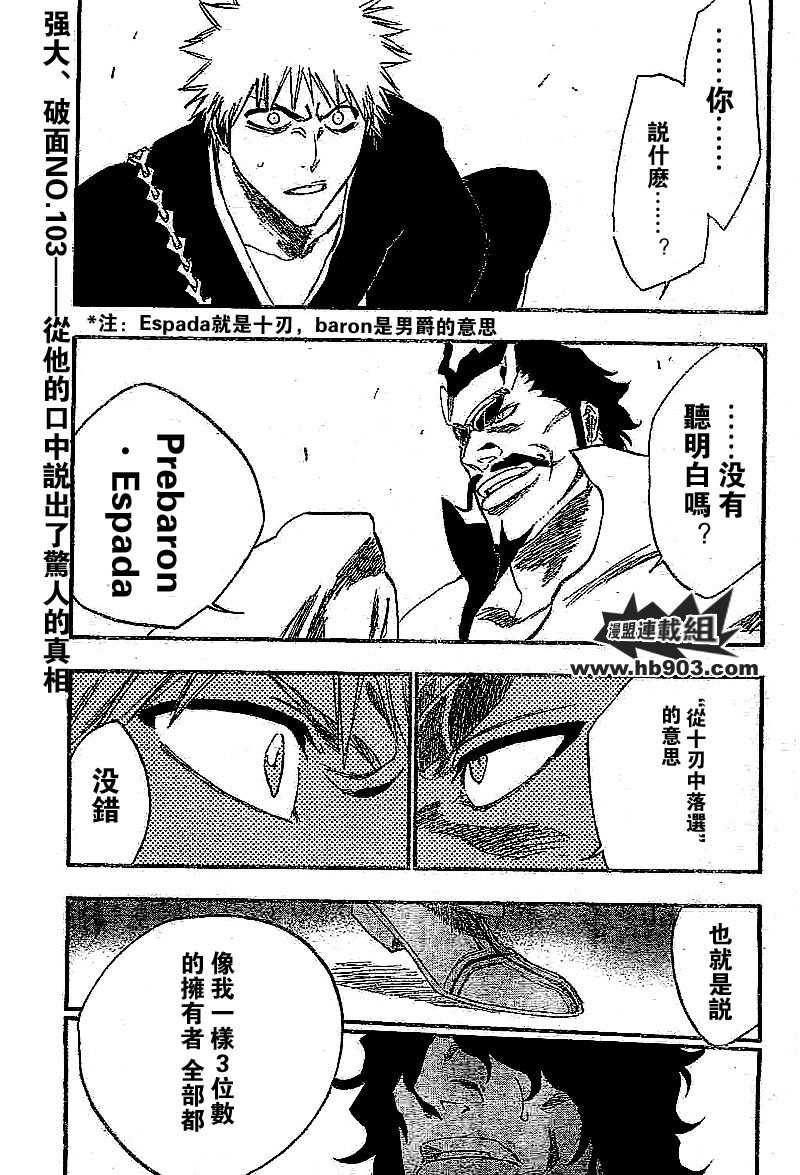 强大、破面NO.103——從他的口中説出了驚人的真相
……你……
説什麽……？
*注：Espada就是十刃，baron是男爵的意思
……没有
聽明白嗎？
Prebaron
·Espada
漫盟連載組
www.hb903.com
“從十刃中落選”
的意思
没錯
也就是説
像我一樣3位數
的擁有者 全部都